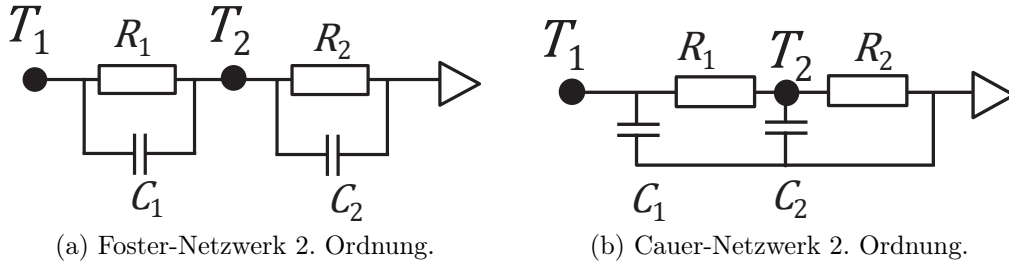 T₁ R₁ T₂ R₂
C₁ C₂
(a) Foster-Netzwerk 2. Ordnung.
T₁ R₁ T₂ R₂
C₁ C₂
(b) Cauer-Netzwerk 2. Ordnung.